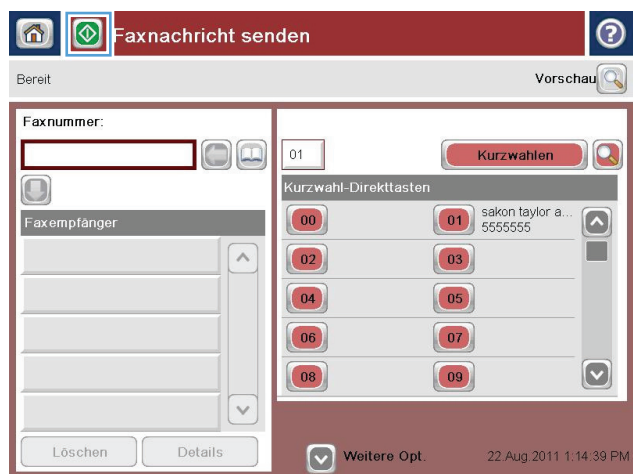 Faxnachricht senden
?
Bereit
Vorschau
Faxnummer:
Faxempfänger
Löschen
Details
01
Kurzwahlen
Kurzwahl-Direkttasten
00
01
sakon taylor a...
5555555
02
03
04
05
06
07
08
09
Weitere Opt.
22.Aug.2011 1:14:39 PM